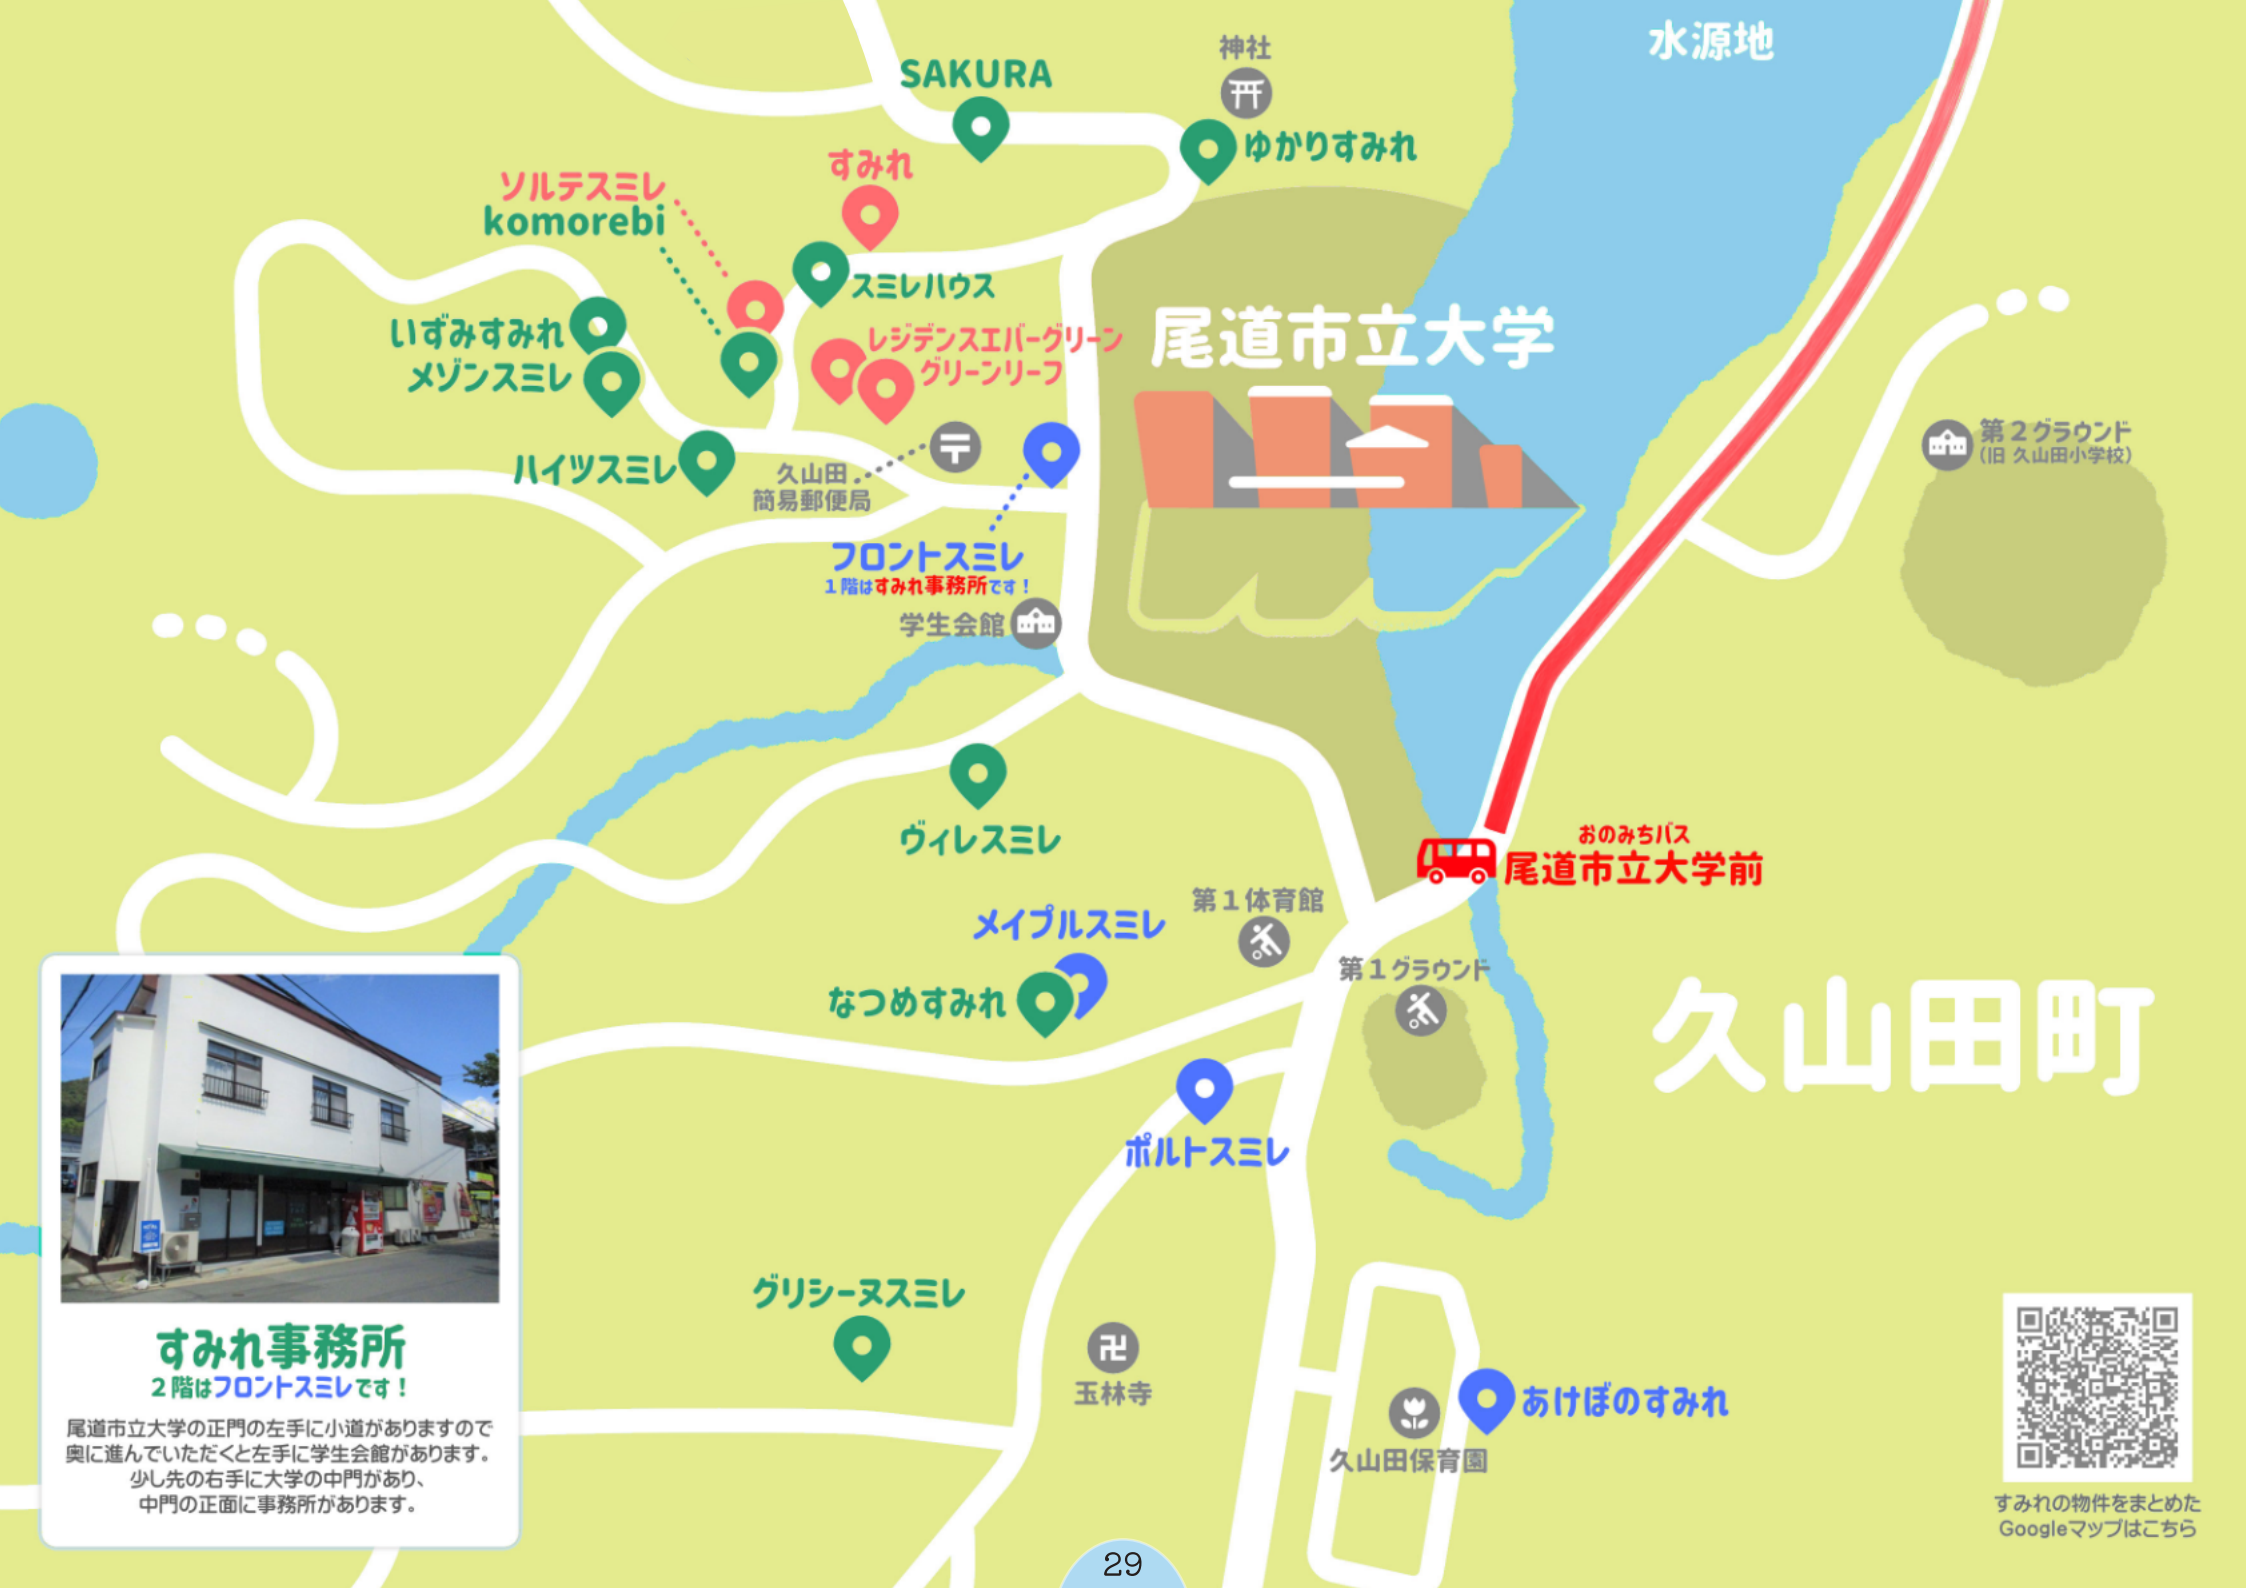 水源地
神社
SAKURA
ゆかりすみれ
すみれ
ソルテスミレ
komorebi
スミレハウス
いずみすみれ
メゾンスミレ
レジデンスエバーグリーン
グリーンリーフ
尾道市立大学
第2グラウンド
(旧 久山田小学校)
ハイツスミレ
久山田
簡易郵便局
フロントスミレ
1階はすみれ事務所です!
学生会館
ヴィレスミレ
おのみちバス
尾道市立大学前
第1体育館
メイプルスミレ
なつめすみれ
第1グラウンド
久山田町
ポルトスミレ
グリシーヌスミレ
玉林寺
あけぼのすみれ
久山田保育園
すみれ事務所
2階はフロントスミレです!
尾道市立大学の正門の左手に小道がありますので
奥に進んでいただくと左手に学生会館があります。
少し先の右手に大学の中門があり、
中門の正面に事務所があります。
すみれの物件をまとめた
Googleマップはこちら
29